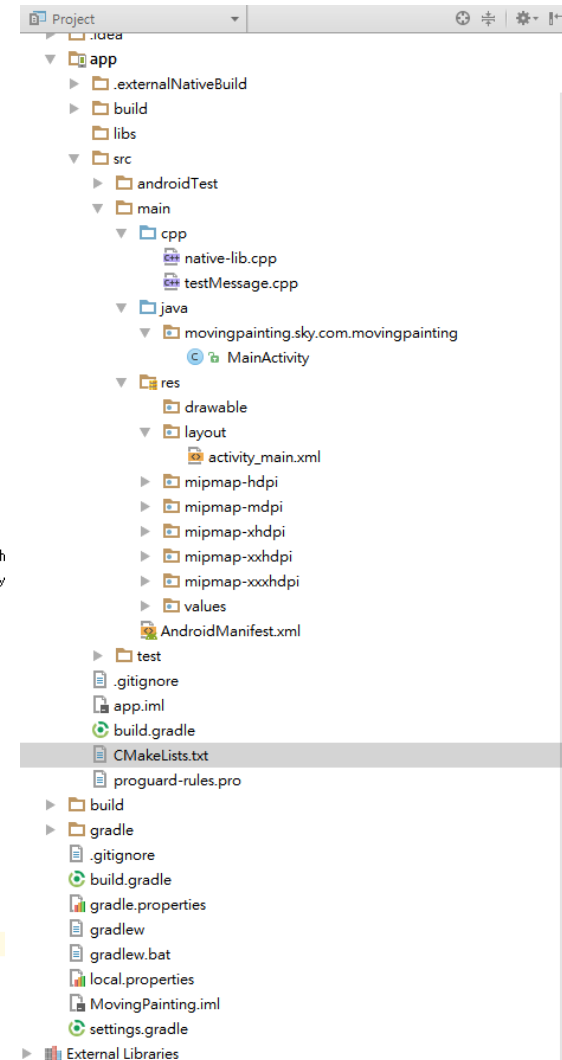 Project
.idea
app
.externalNativeBuild
build
libs
src
androidTest
main
cpp
native-lib.cpp
testMessage.cpp
java
movingpainting.sky.com.movingpainting
MainActivity
res
drawable
layout
activity_main.xml
mipmap-hdpi
mipmap-mdpi
mipmap-xhdpi
mipmap-xxhdpi
h
mipmap-xxxhdpi
y
values
AndroidManifest.xml
test
.gitignore
app.iml
build.gradle
CMakeLists.txt
proguard-rules.pro
build
gradle
.gitignore
build.gradle
gradle.properties
gradlew
gradlew.bat
local.properties
MovingPainting.iml
settings.gradle
External Libraries